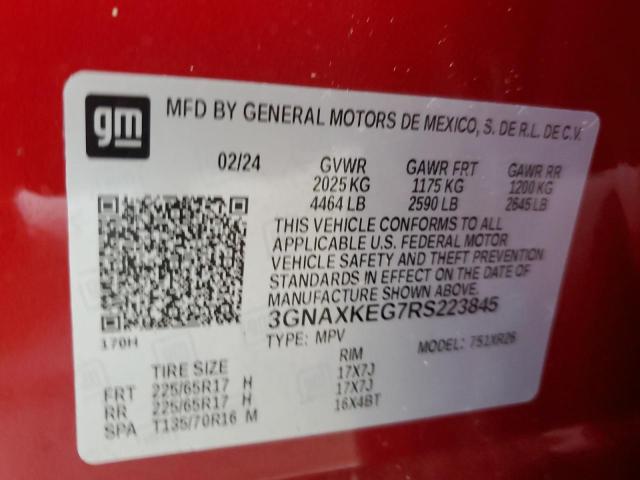 gm
MFD BY GENERAL MOTORS DE MEXICO, S. DE R.L. DE C.V.
02/24 GVWR GAWR FRT GAWR RR
2025 KG 1175 KG 1200 KG
4464 LB 2590 LB 2645 LB
THIS VEHICLE CONFORMS TO ALL
APPLICABLE U.S. FEDERAL MOTOR
VEHICLE SAFETY AND THEFT PREVENTION
STANDARDS IN EFFECT ON THE DATE OF
MANUFACTURE SHOWN ABOVE.
3GNAXKEG7RS223845
170H
TYPE: MPV MODEL: 751XR26
TIRE SIZE RIM
FRT 225/65R17 H 17X7J
RR 225/65R17 H 17X7J
SPA T135/70R16 M 16X4BT